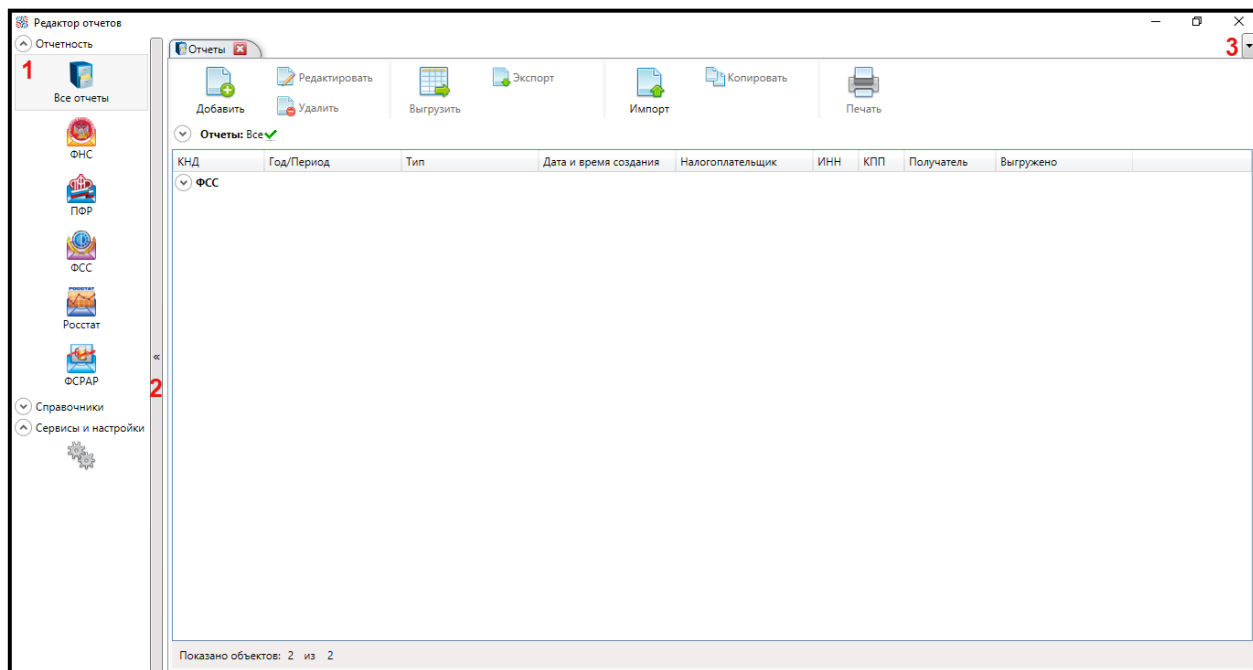 Редактор отчетов
Отчетность
1
Все отчеты
ФНС
ПФР
ФСС
РОССТАТ
Росстат
ФСРАР
«
2
Справочники
Сервисы и настройки
Отчеты
3
Добавить
Редактировать
Удалить
Выгрузить
Экспорт
Импорт
Копировать
Печать
Отчеты: Все
КНД Год/Период Тип Дата и время создания Налогоплательщик ИНН КПП Получатель Выгружено
ФСС
Показано объектов: 2 из 2